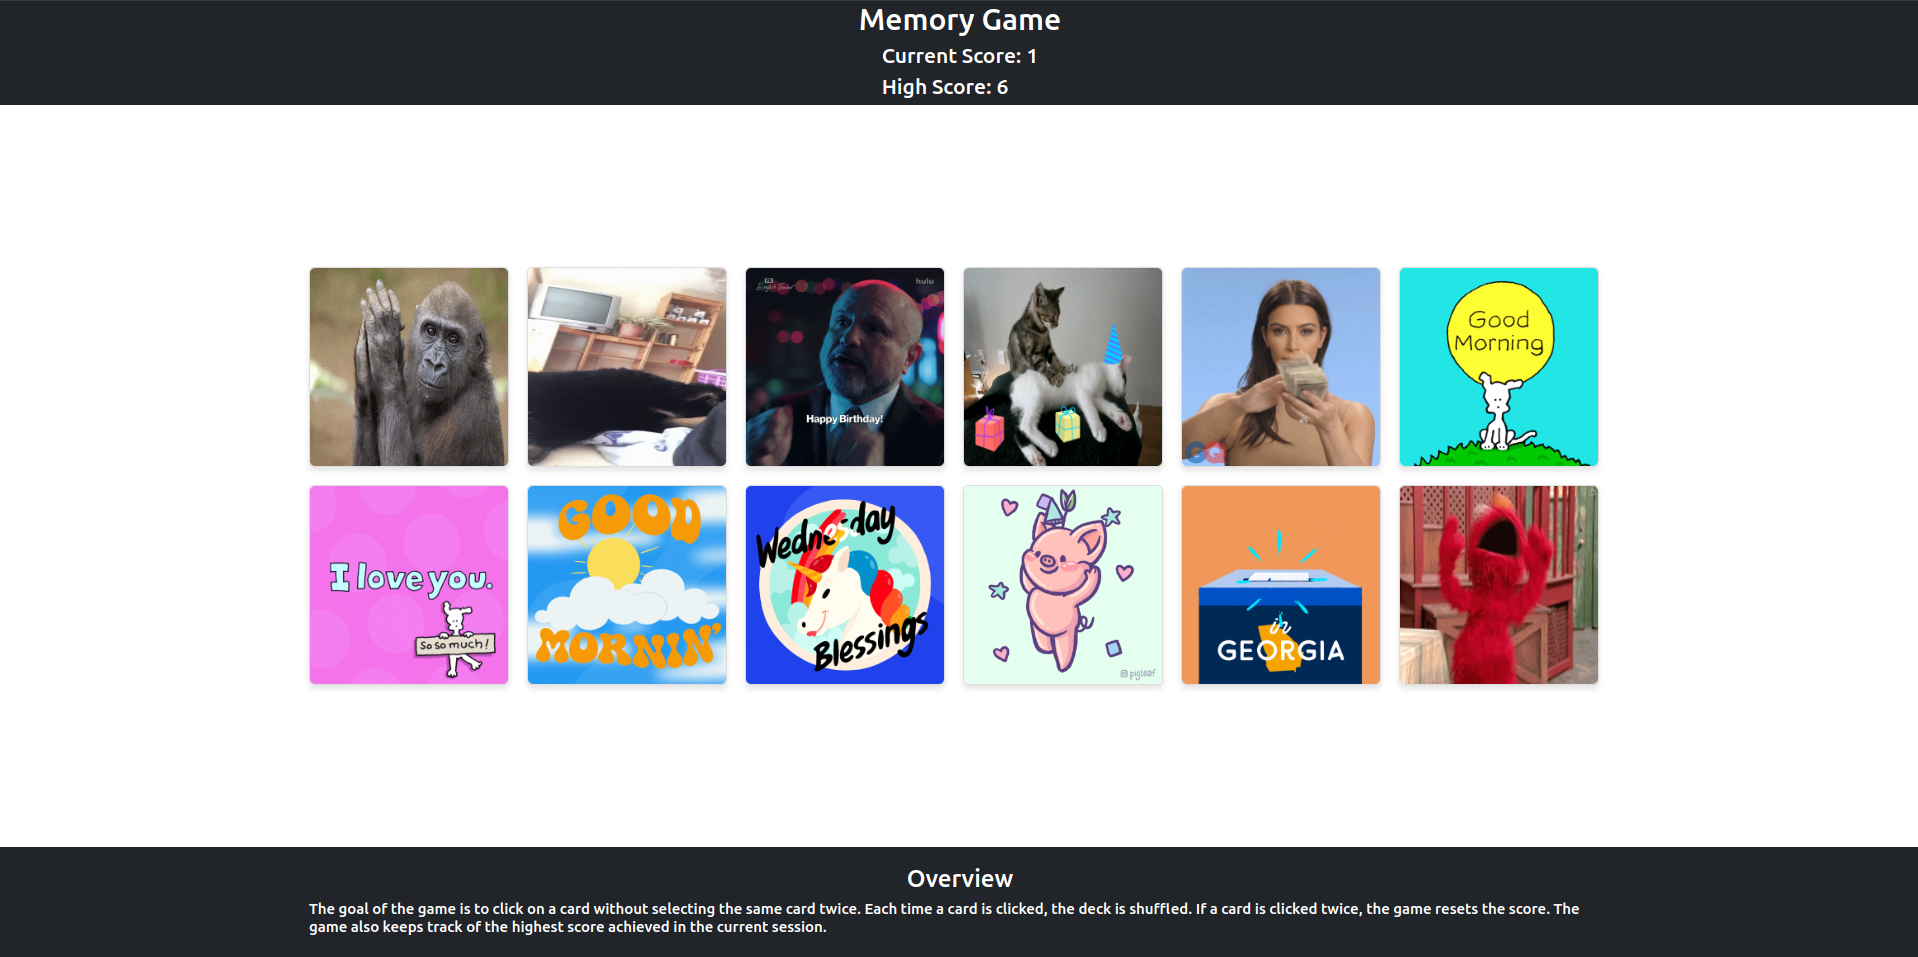 Memory Game
Current Score: 1
High Score: 6
hulu
Happy Birthday!
GQ
Good
Morning
I love you.
So so much!
GOOD
MORNIN'
Wednesday
Blessings
pigleaf
in
GEORGIA
Overview
The goal of the game is to click on a card without selecting the same card twice. Each time a card is clicked, the deck is shuffled. If a card is clicked twice, the game resets the score. The
game also keeps track of the highest score achieved in the current session.